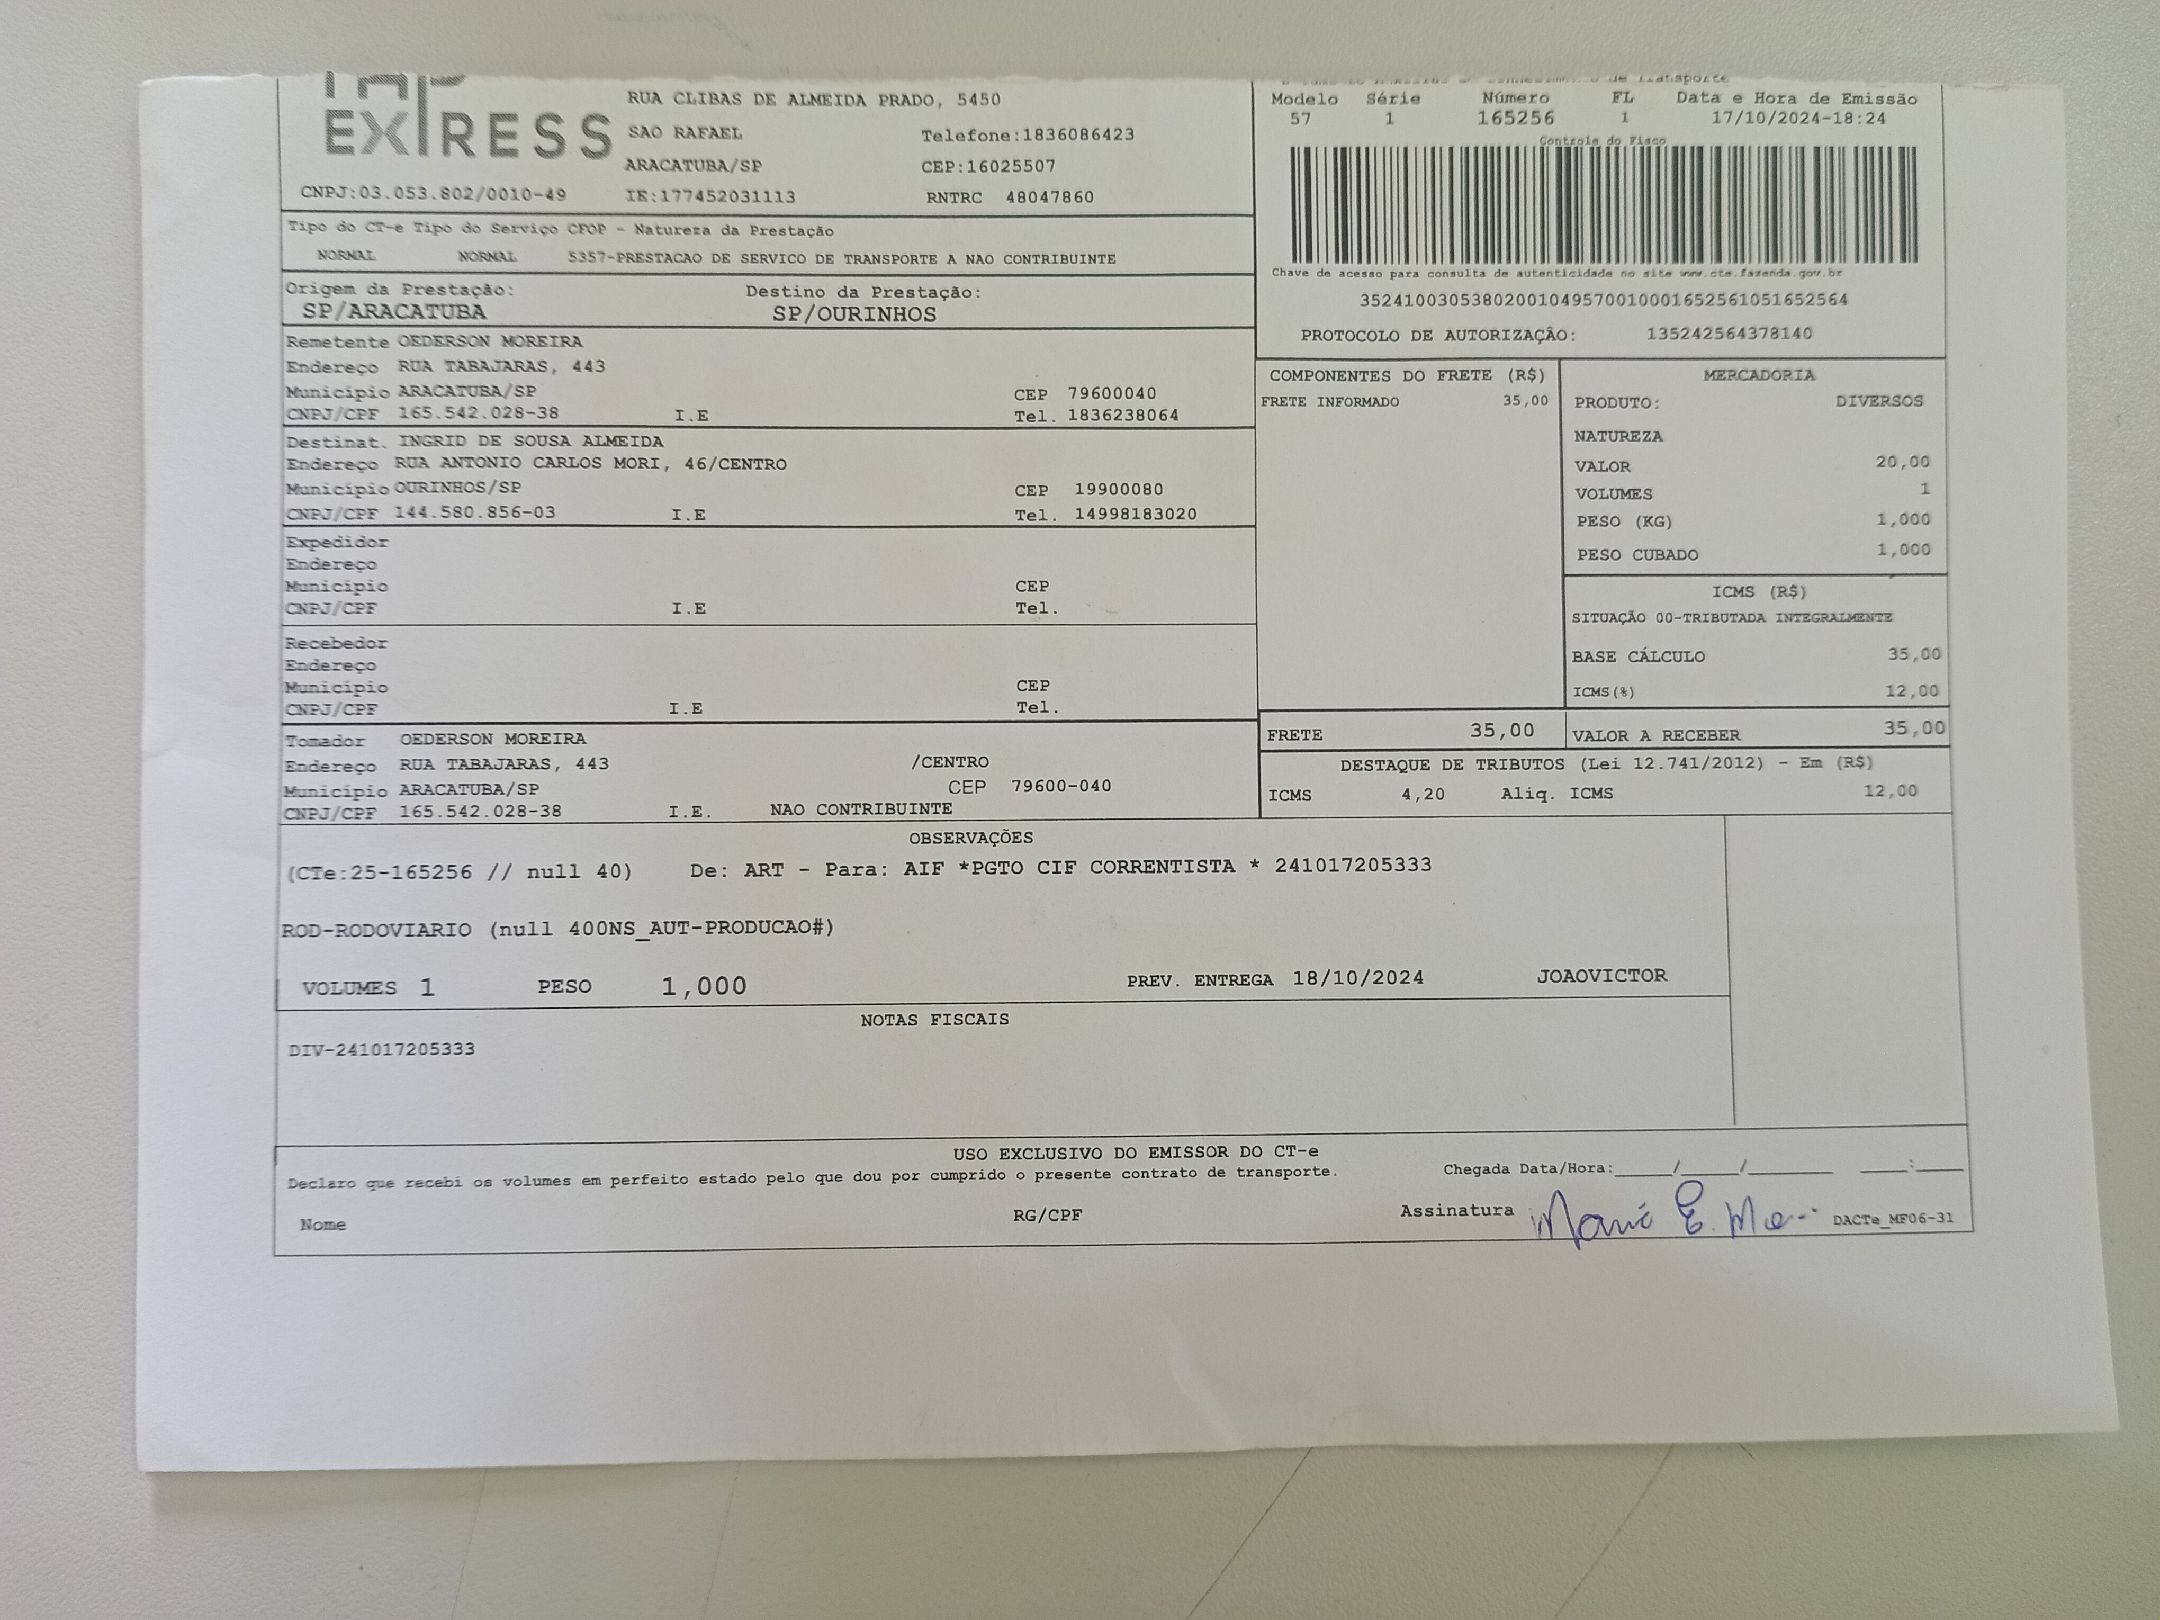 EXPRESS
RUA CLIBAS DE ALMEIDA PRADO, 5450
SAO RAFAEL Telefone:1836086423
ARACATUBA/SP CEP:16025507
CNPJ:03.053.802/0010-49 IE:177452031113 RNTRC 48047860
de Transporte
Modelo Série Número FL Data e Hora de Emissão
57 1 165256 1 17/10/2024-18:24
Controle do Fisco
Chave de acesso para consulta de autenticidade no site www.cte.fazenda.gov.br
35241003053802001049570010001652561051652564
PROTOCOLO DE AUTORIZAÇÂO: 135242564378140
Tipo do CT-e Tipo do Serviço CFOP - Natureza da Prestação
NORMAL NORMAL 5357-PRESTACAO DE SERVICO DE TRANSPORTE A NAO CONTRIBUINTE
Origem da Prestação: Destino da Prestação:
SP/ARACATUBA SP/OURINHOS
Remetente OEDERSON MOREIRA
Endereço RUA TABAJARAS, 443
Município ARACATUBA/SP CEP 79600040
CNPJ/CPF 165.542.028-38 I.E Tel. 1836238064
Destinat. INGRID DE SOUSA ALMEIDA
Endereço RUA ANTONIO CARLOS MORI, 46/CENTRO
Município OURINHOS/SP CEP 19900080
CNPJ/CPF 144.580.856-03 I.E Tel. 14998183020
Expedidor
Endereço
Município CEP
CNPJ/CPF I.E Tel.
Recebedor
Endereço
Município CEP
CNPJ/CPF I.E Tel.
Tomador OEDERSON MOREIRA
Endereço RUA TABAJARAS, 443 /CENTRO
Município ARACATUBA/SP CEP 79600-040
CNPJ/CPF 165.542.028-38 I.E. NAO CONTRIBUINTE
COMPONENTES DO FRETE (R$)
FRETE INFORMADO 35,00
MERCADORIA
PRODUTO: DIVERSOS
NATUREZA
VALOR 20,00
VOLUMES 1
PESO (KG) 1,000
PESO CUBADO 1,000
ICMS (R$)
SITUAÇÃO 00-TRIBUTADA INTEGRALMENTE
BASE CÁLCULO 35,00
ICMS(%) 12,00
FRETE 35,00 VALOR A RECEBER 35,00
DESTAQUE DE TRIBUTOS (Lei 12.741/2012) - Em (R$)
ICMS 4,20 Aliq. ICMS 12,00
OBSERVAÇÕES
(CTe:25-165256 // null 40) De: ART - Para: AIF *PGTO CIF CORRENTISTA * 241017205333
ROD-RODOVIARIO (null 400NS_AUT-PRODUCAO#)
VOLUMES 1 PESO 1,000 PREV. ENTREGA 18/10/2024 JOAOVICTOR
NOTAS FISCAIS
DIV-241017205333
USO EXCLUSIVO DO EMISSOR DO CT-e
Declaro que recebi os volumes em perfeito estado pelo que dou por cumprido o presente contrato de transporte. Chegada Data/Hora:_____/_____/_______ ____:____
Nome RG/CPF Assinatura DACTe_MF06-31